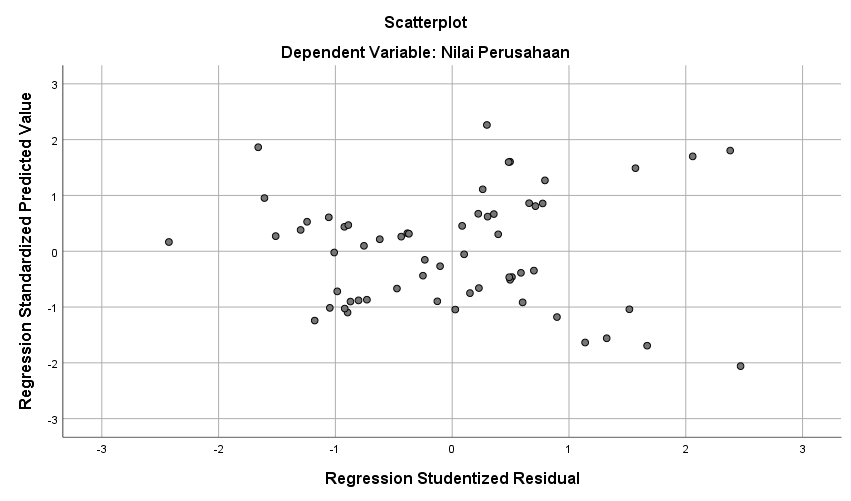 Scatterplot
Dependent Variable: Nilai Perusahaan
Regression Standardized Predicted Value
3
2
1
0
-1
-2
-3
-3 -2 -1 0 1 2 3
Regression Studentized Residual